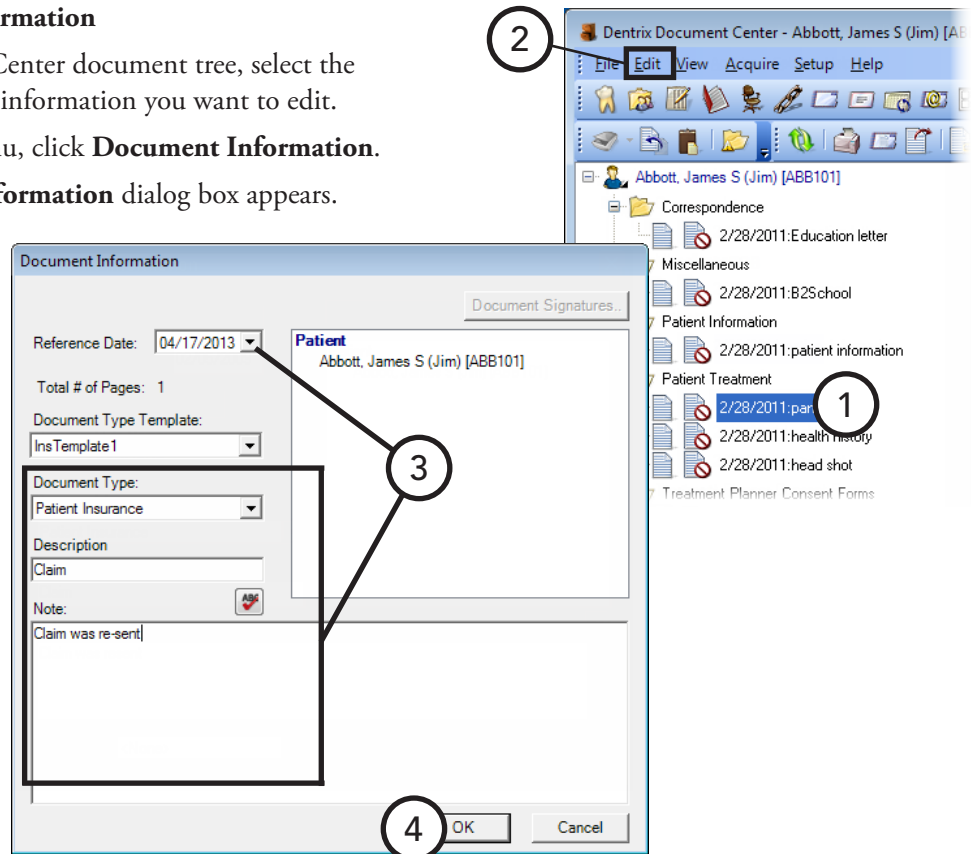 rmation
Center document tree, select the
information you want to edit.
nu, click Document Information.
formation dialog box appears.
2
Dentrix Document Center - Abbott, James S (Jim) [AB
File Edit View Acquire Setup Help
Abbott, James S (Jim) [ABB101]
Correspondence
2/28/2011:Education letter
Miscellaneous
2/28/2011:B2School
Patient Information
2/28/2011:patient information
Patient Treatment
2/28/2011:pan
1
2/28/2011:health history
2/28/2011:head shot
Treatment Planner Consent Forms
Document Information
Document Signatures..
Reference Date: 04/17/2013
Patient
Abbott, James S (Jim) [ABB101]
Total # of Pages: 1
Document Type Template:
InsTemplate1
3
Document Type:
Patient Insurance
Description
Claim
Note:
ABC
Claim was re-sent
4
OK
Cancel